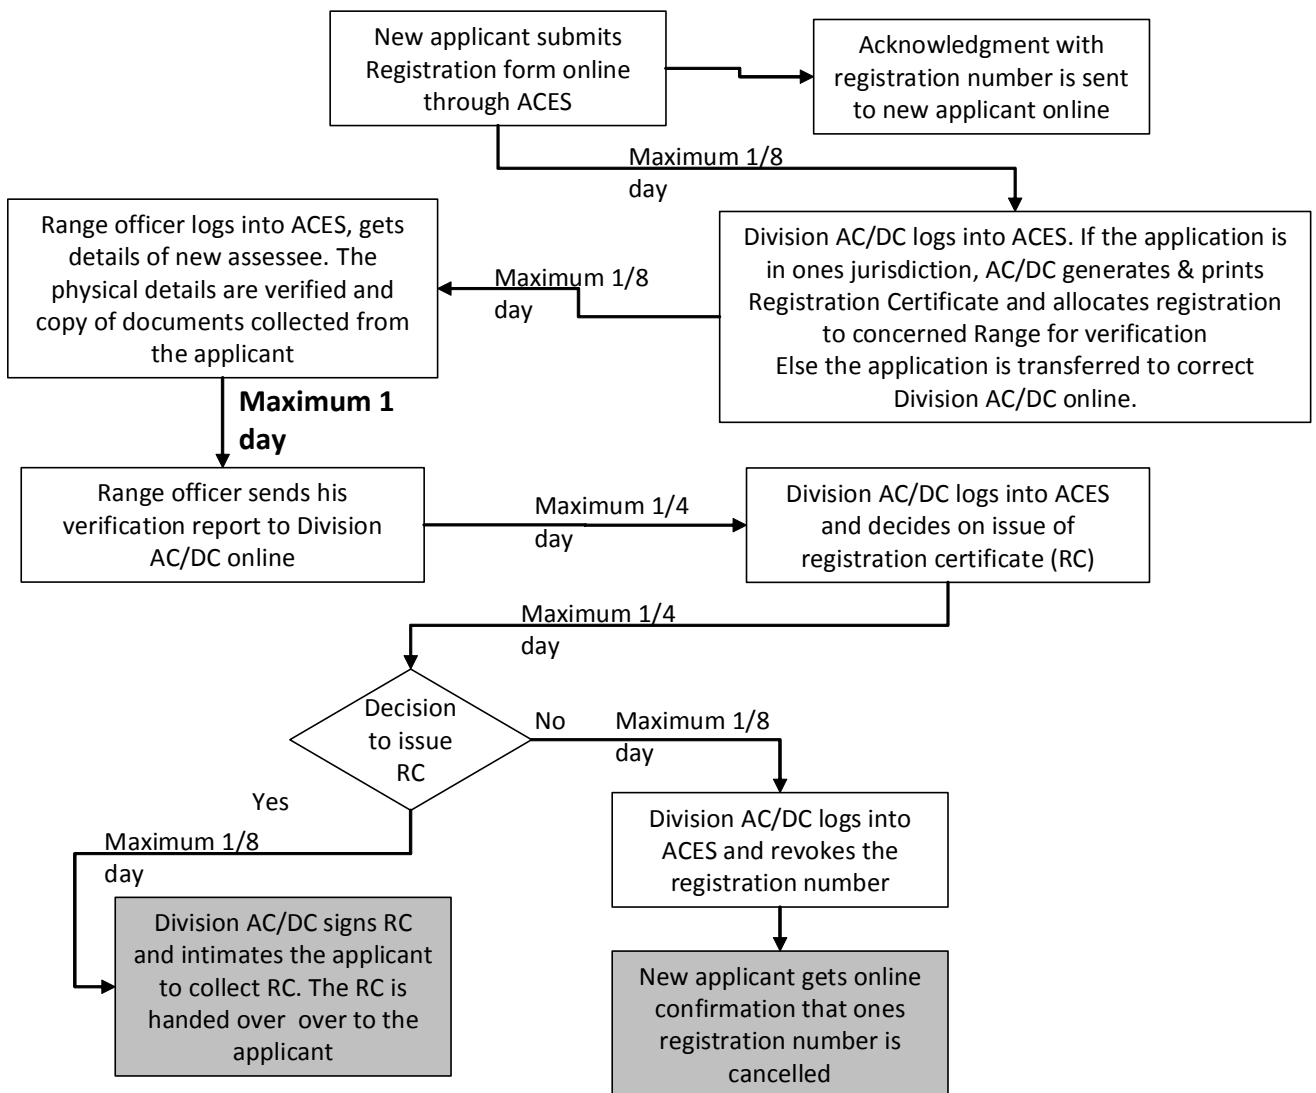 New applicant submits
Registration form online
through ACES
Acknowledgment with
registration number is sent
to new applicant online
Maximum 1/8
day
Range officer logs into ACES, gets
details of new assessee. The
physical details are verified and
copy of documents collected from
the applicant
Maximum 1/8
day
Division AC/DC logs into ACES. If the application is
in ones jurisdiction, AC/DC generates & prints
Registration Certificate and allocates registration
to concerned Range for verification
Else the application is transferred to correct
Division AC/DC online.
Maximum 1
day
Range officer sends his
verification report to Division
AC/DC online
Maximum 1/4
day
Division AC/DC logs into ACES
and decides on issue of
registration certificate (RC)
Maximum 1/4
day
Decision
to issue
RC
No
Maximum 1/8
day
Yes
Maximum 1/8
day
Division AC/DC logs into
ACES and revokes the
registration number
Division AC/DC signs RC
and intimates the applicant
to collect RC. The RC is
handed over  over to the
applicant
New applicant gets online
confirmation that ones
registration number is
cancelled